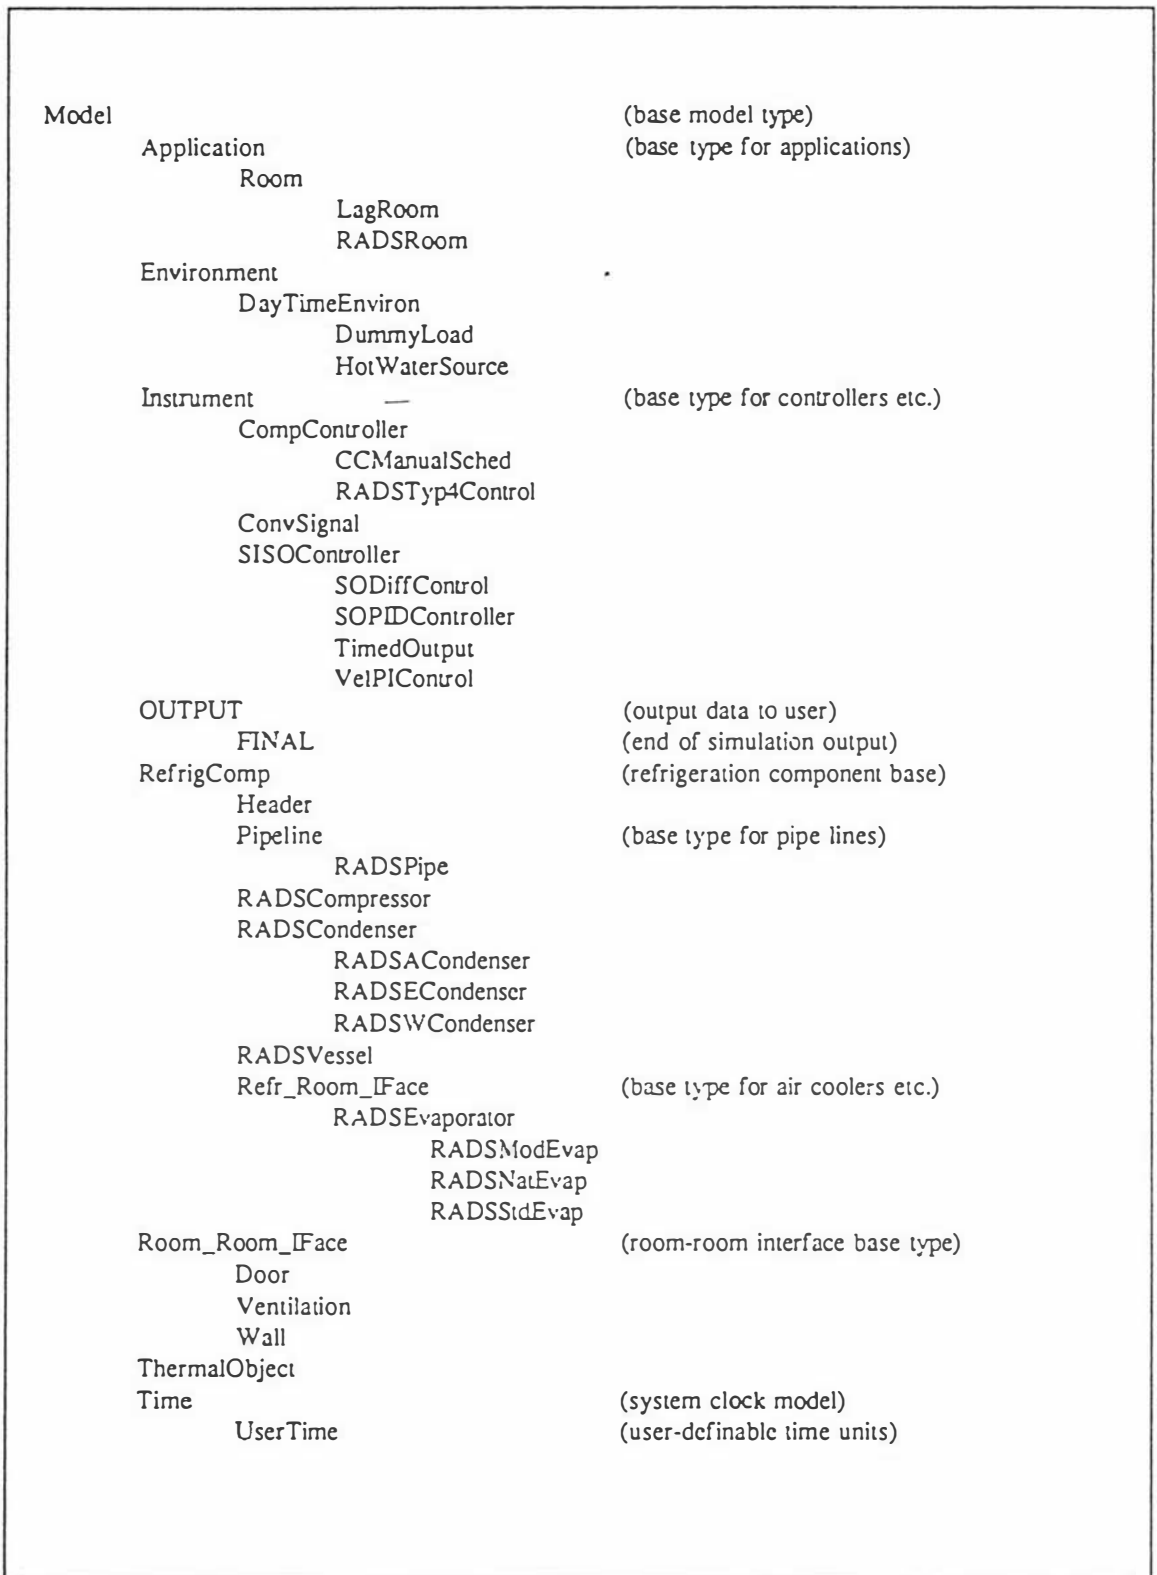 Model (base model type)
Application (base type for applications)
Room
LagRoom
RADSRoom
Environment
DayTimeEnviron
DummyLoad
HotWaterSource
Instrument (base type for controllers etc.)
CompController
CCManualSched
RADSTyp4Control
ConvSignal
SISOController
SODiffControl
SOPIDController
TimedOutput
VelPIControl
OUTPUT (output data to user)
FINAL (end of simulation output)
RefrigComp (refrigeration component base)
Header
Pipeline (base type for pipe lines)
RADSPipe
RADSCompressor
RADSCondenser
RADSACondenser
RADSECondenser
RADSWCondenser
RADSVessel
Refr_Room_IFace (base type for air coolers etc.)
RADSEvaporator
RADSModEvap
RADSNatEvap
RADSStdEvap
Room_Room_IFace (room-room interface base type)
Door
Ventilation
Wall
ThermalObject
Time (system clock model)
UserTime (user-definable time units)